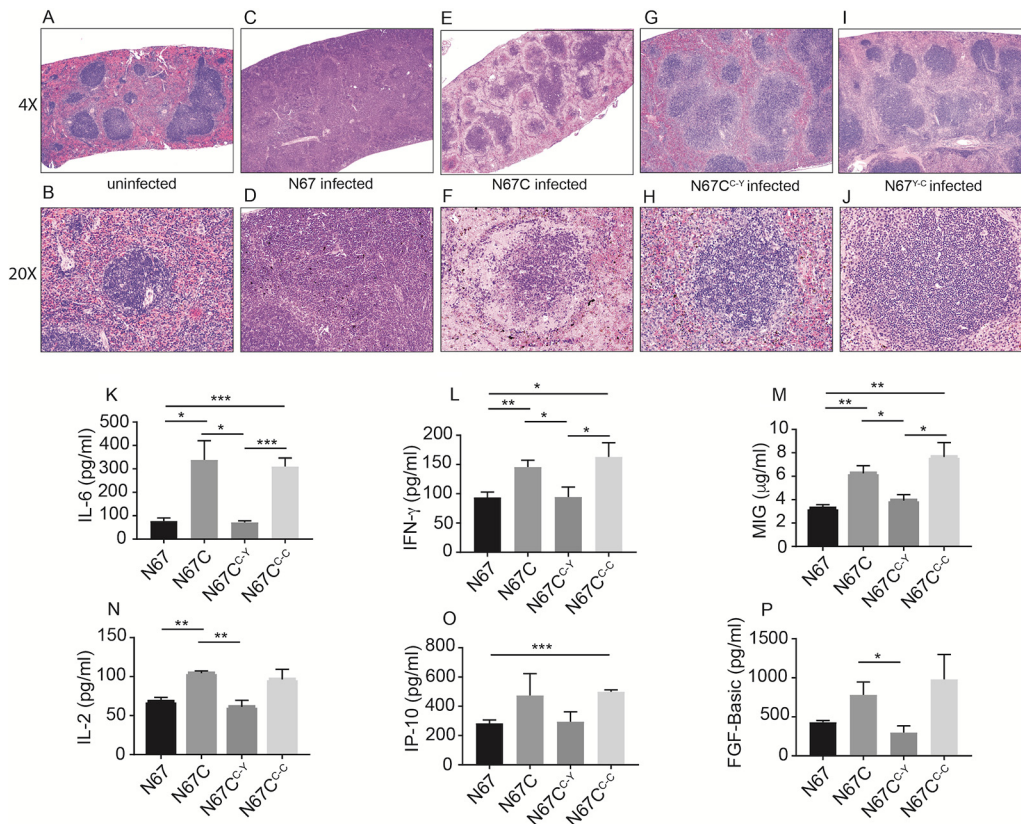 A C E G I
4X
uninfected N67 infected N67C infected N67C^C-Y infected N67^Y-C infected
B D F H J
20X
K
***
*
*
***
400
300
200
100
0
IL-6 (pg/ml)
500
N67 N67C N67C^C-Y N67C^C-C
L
*
**
*
*
200
150
100
50
0
IFN-γ (pg/ml)
N67 N67C N67C^C-Y N67C^C-C
M
**
**
*
*
10
8
6
4
2
0
MIG (µg/ml)
N67 N67C N67C^C-Y N67C^C-C
N
**
**
150
100
50
0
IL-2 (pg/ml)
N67 N67C N67C^C-Y N67C^C-C
O
***
800
600
400
200
0
IP-10 (pg/ml)
N67 N67C N67C^C-Y N67C^C-C
P
*
1500
1000
500
0
FGF-Basic (pg/ml)
N67 N67C N67C^C-Y N67C^C-C